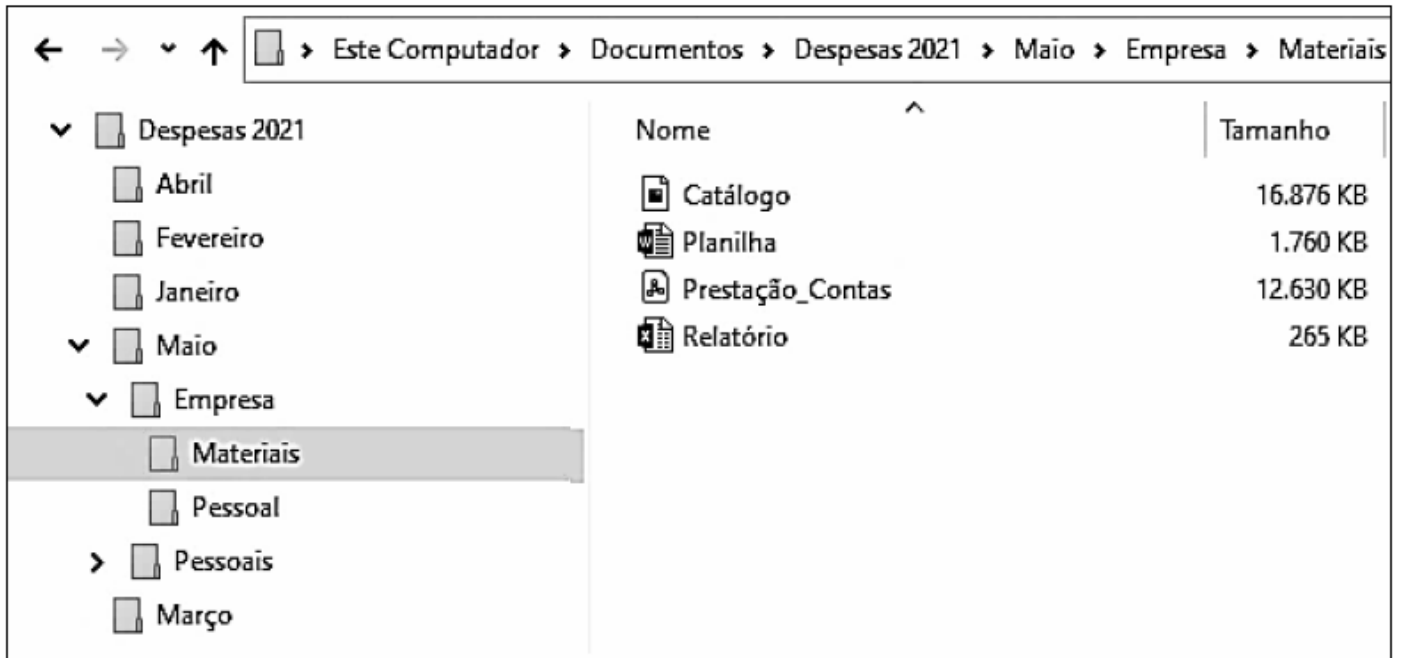 Este Computador > Documentos > Despesas 2021 > Maio > Empresa > Materiais
Despesas 2021
Abril
Fevereiro
Janeiro
Maio
Empresa
Materiais
Pessoal
Pessoais
Março
Nome Tamanho
Catálogo 16.876 KB
Planilha 1.760 KB
Prestação_Contas 12.630 KB
Relatório 265 KB